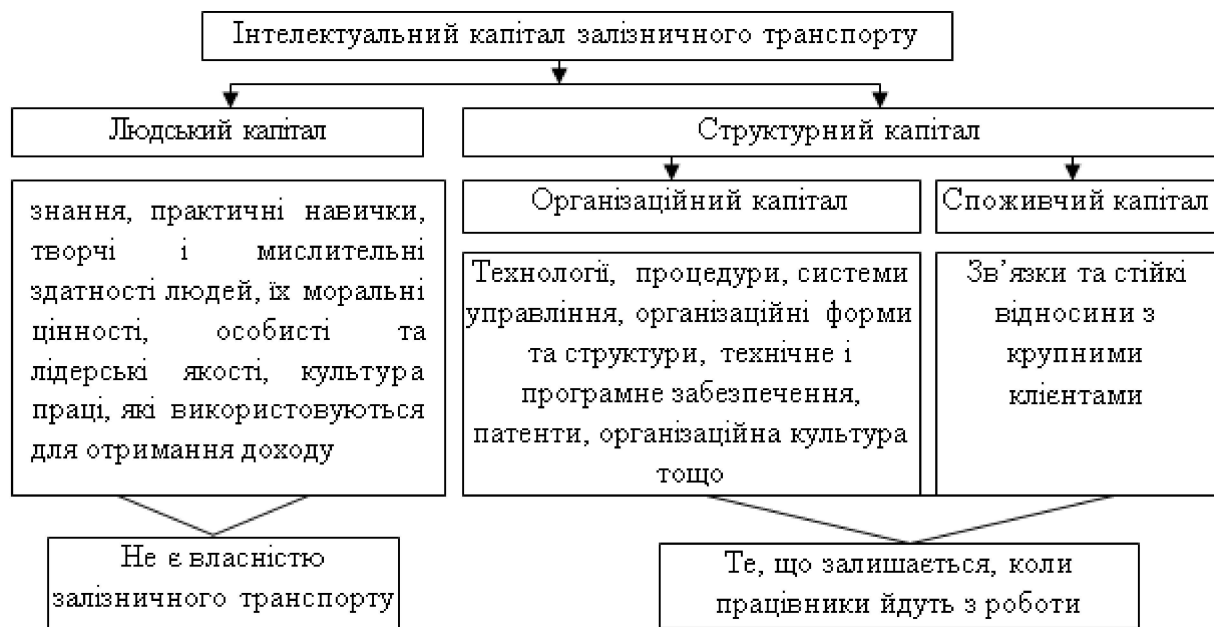 Інтелектуальний капітал залізничного транспорту
Людський капітал
Структурний капітал
знання, практичні навички,
творчі і мислительні
здатності людей, їх моральні
цінності, особисті та
лідерські якості, культура
праці, які використовуються
для отримання доходу
Організаційний капітал
Споживчий капітал
Технології, процедури, системи
управління, організаційні форми
та структури, технічне і
програмне забезпечення,
патенти, організаційна культура
тощо
Зв’язки та стійкі
відносини з
крупними
клієнтами
Не є власністю
залізничного транспорту
Те, що залишається, коли
працівники йдуть з роботи